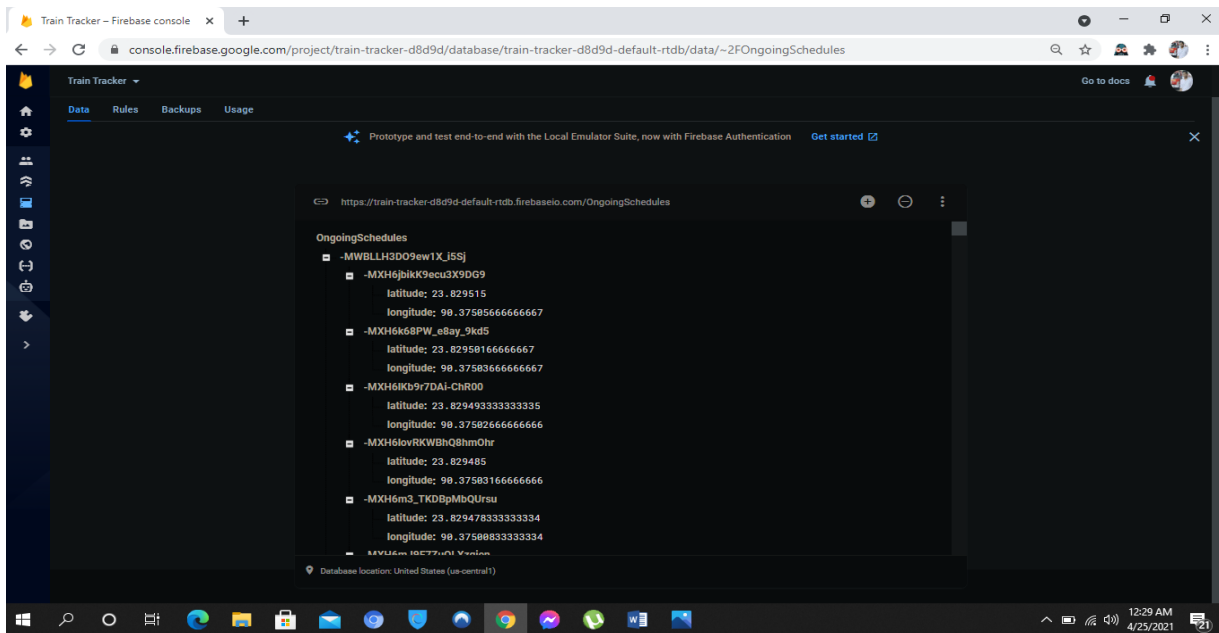 Train Tracker – Firebase console
console.firebase.google.com/project/train-tracker-d8d9d/database/train-tracker-d8d9d-default-rtdb/data/~2FOngoingSchedules
Train Tracker
Go to docs
Data Rules Backups Usage
Prototype and test end-to-end with the Local Emulator Suite, now with Firebase Authentication Get started
https://train-tracker-d8d9d-default-rtdb.firebaseio.com/OngoingSchedules
OngoingSchedules
-MWBLLH3DO9ew1X_i5Sj
-MXH6jbikK9ecu3X9DG9
latitude: 23.829515
longitude: 90.37505666666667
-MXH6k68PW_e8ay_9kd5
latitude: 23.82950166666667
longitude: 90.37503666666667
-MXH6lKb9r7DAi-ChR00
latitude: 23.829493333333335
longitude: 90.37502666666666
-MXH6lovRKWBhQ8hmOhr
latitude: 23.829485
longitude: 90.37503166666666
-MXH6m3_TKDBpMbQUrsu
latitude: 23.829478333333334
longitude: 90.37500833333334
Database location: United States (us-central1)
12:29 AM
4/25/2021
21